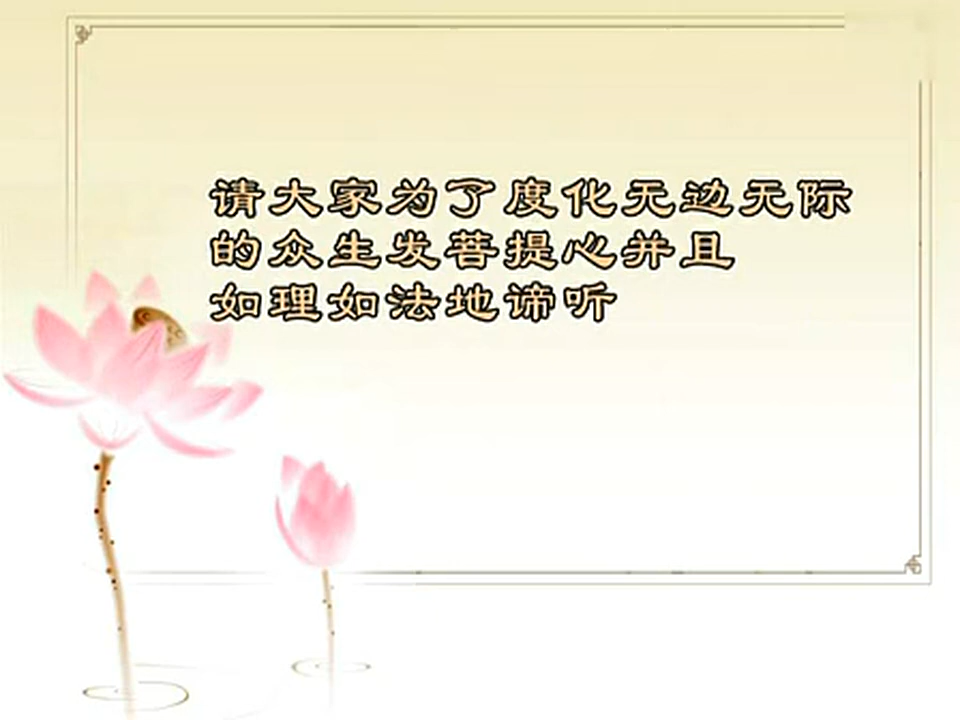 请大家为了度化无边无际
的众生发菩提心并且
如理如法地谛听